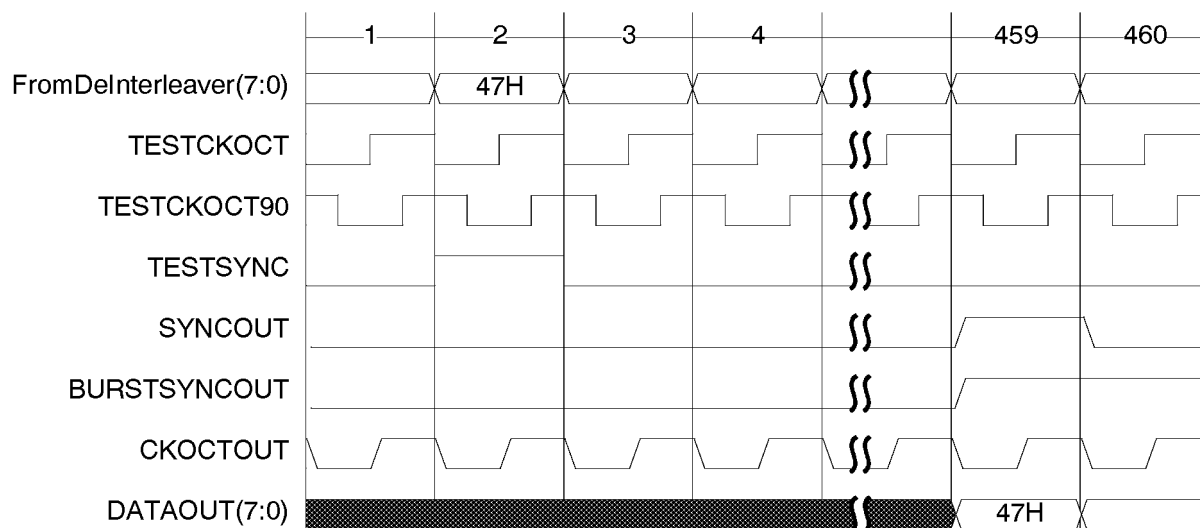 1 2 3 4 459 460
FromDeInterleaver(7:0) 47H
TESTCKOCT
TESTCKOCT90
TESTSYNC
SYNCOUT
BURSTSYNCOUT
CKOCTOUT
DATAOUT(7:0) 47H